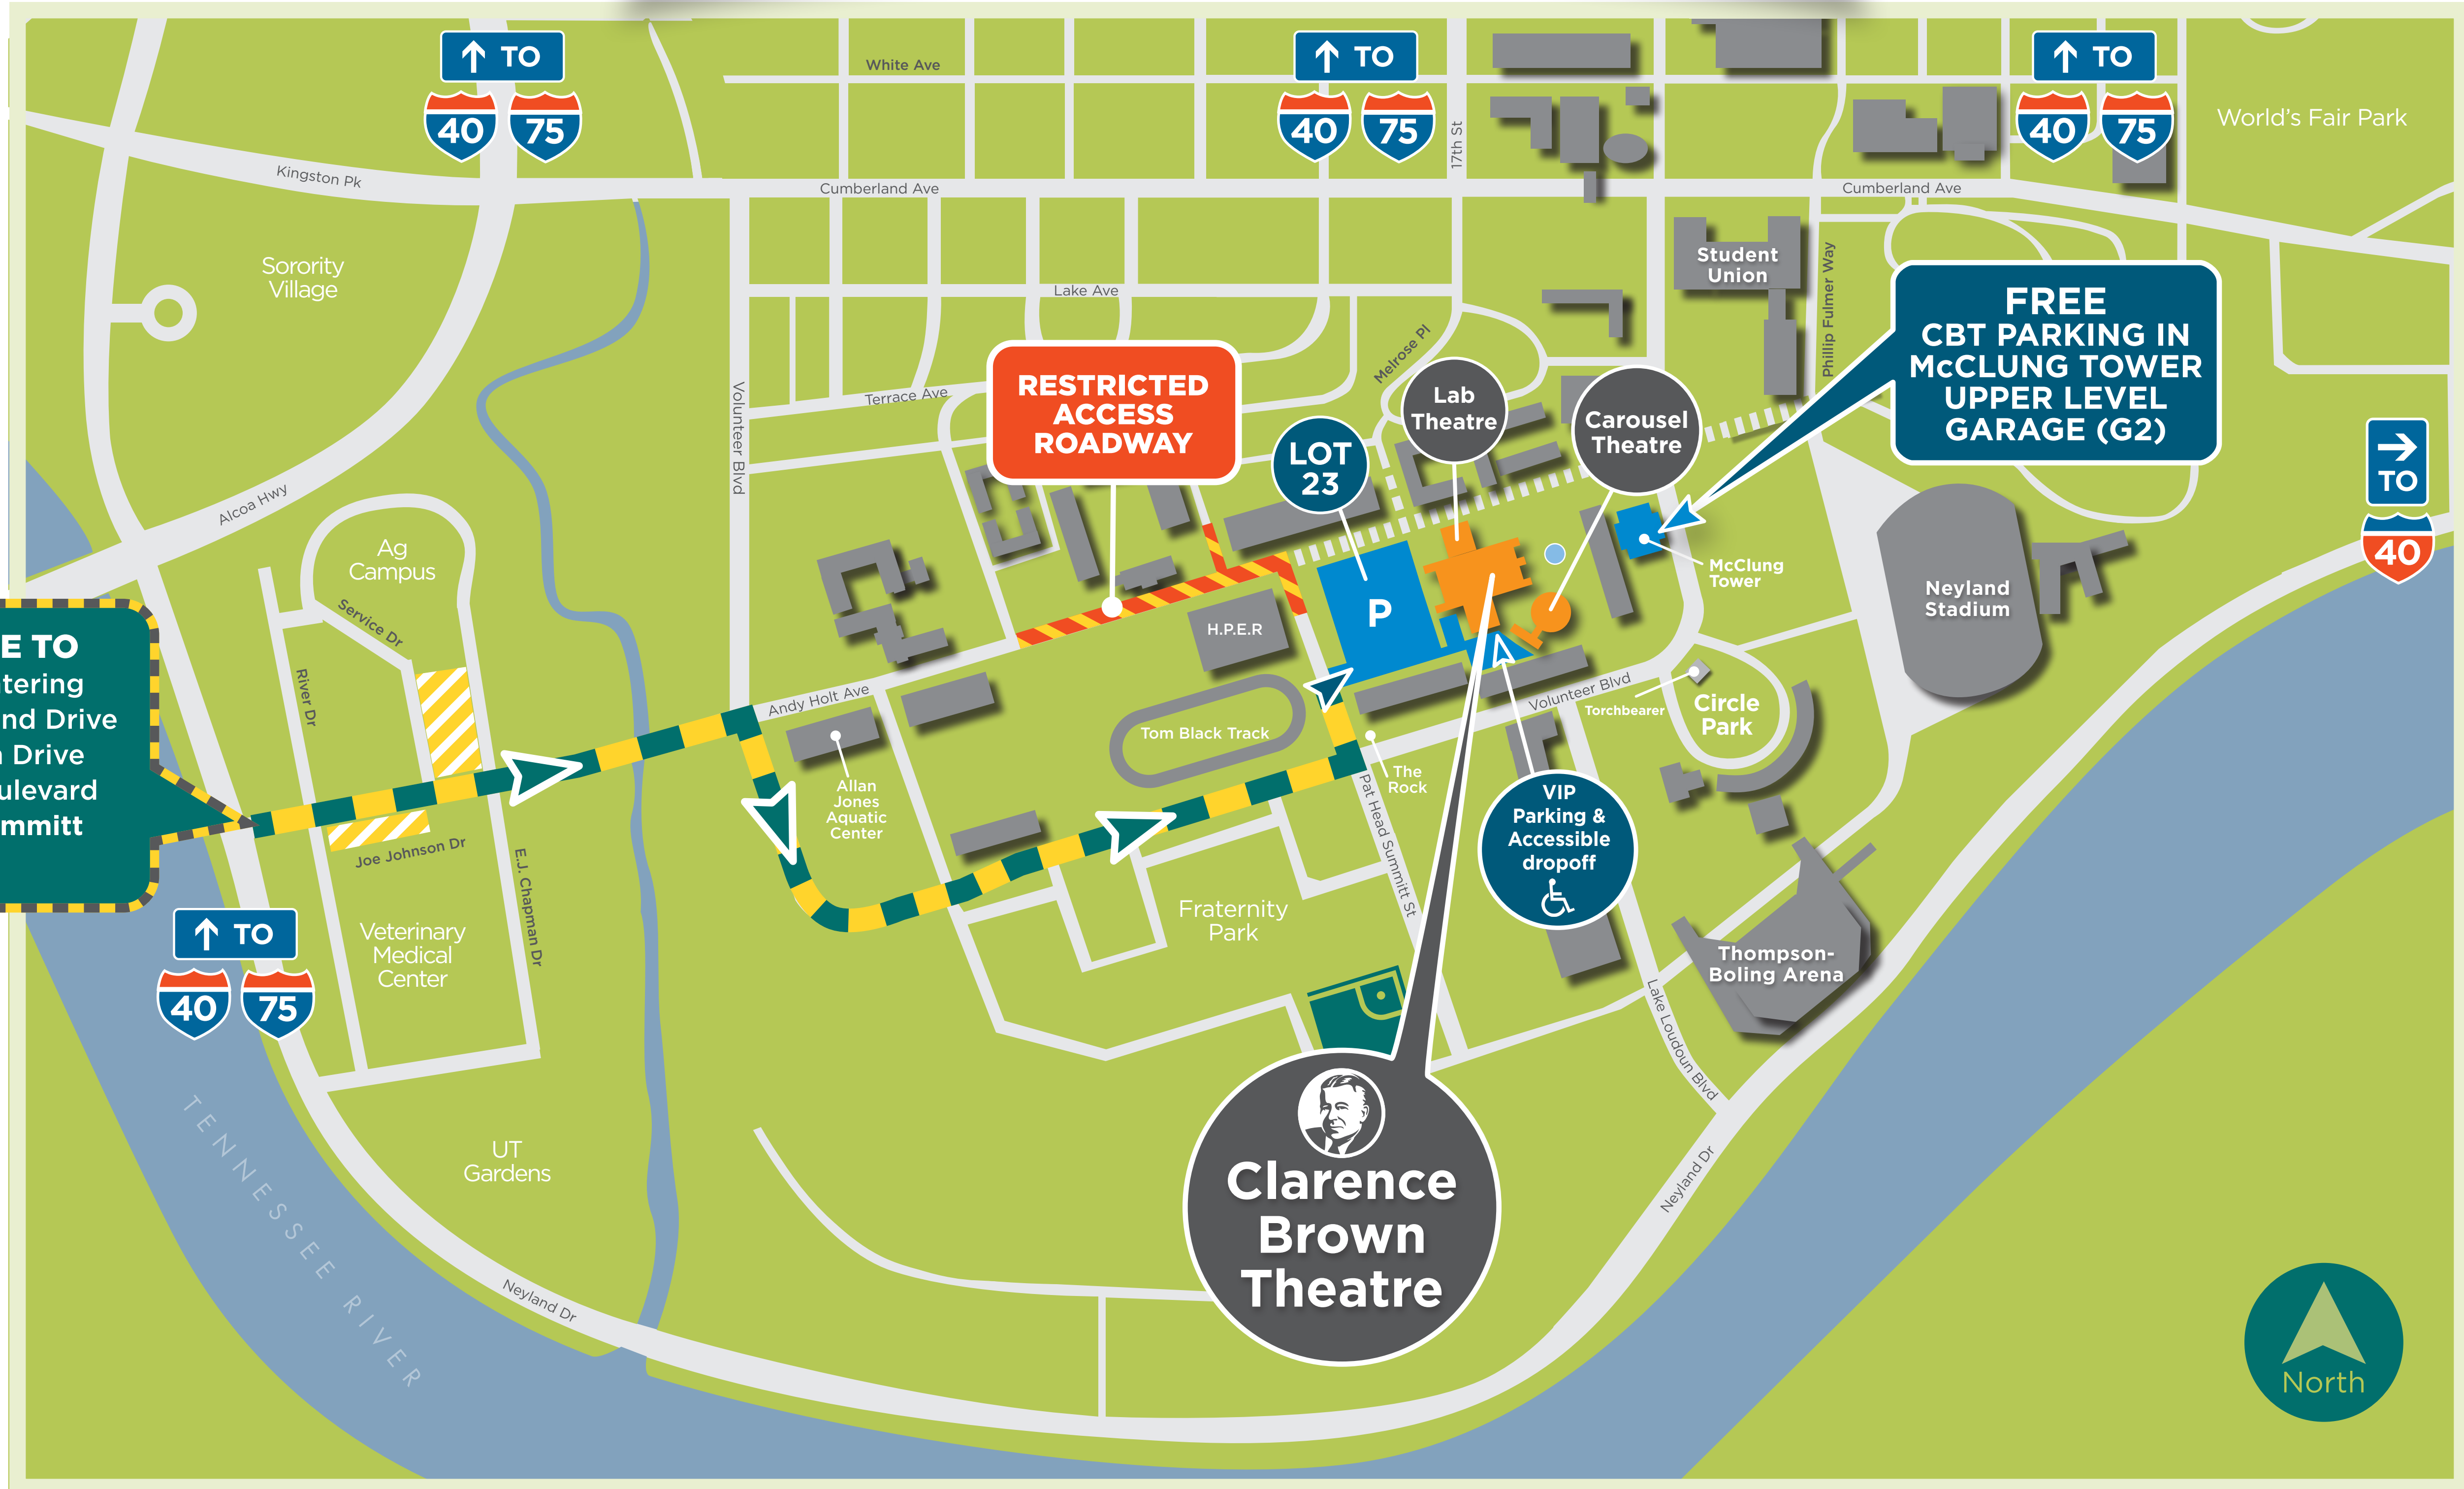 ↑ TO
40 75
↑ TO
40 75
↑ TO
40 75
White Ave
World's Fair Park
17th St
Kingston Pk
Cumberland Ave
Cumberland Ave
Sorority
Village
Student
Union
Phillip Fulmer Way
Lake Ave
FREE
CBT PARKING IN
McCLUNG TOWER
UPPER LEVEL
GARAGE (G2)
Melrose Pl
RESTRICTED
ACCESS
ROADWAY
Terrace Ave
Volunteer Blvd
Lab
Theatre
Carousel
Theatre
LOT
23
→
TO
40
Alcoa Hwy
Ag
Campus
McClung
Tower
Neyland
Stadium
Service Dr
P
H.P.E.R
E TO
tering
nd Drive
Drive
ulevard
mmitt
River Dr
Andy Holt Ave
Volunteer Blvd
Torchbearer
Circle
Park
Tom Black Track
The
Rock
Allan
Jones
Aquatic
Center
VIP
Parking &
Accessible
dropoff
Joe Johnson Dr
E.J. Chapman Dr
Pat Head Summitt St
Fraternity
Park
Veterinary
Medical
Center
↑ TO
40 75
Thompson-
Boling Arena
Lake Loudoun Blvd
TENNESSEE RIVER
UT
Gardens
Clarence
Brown
Theatre
Neyland Dr
Neyland Dr
North